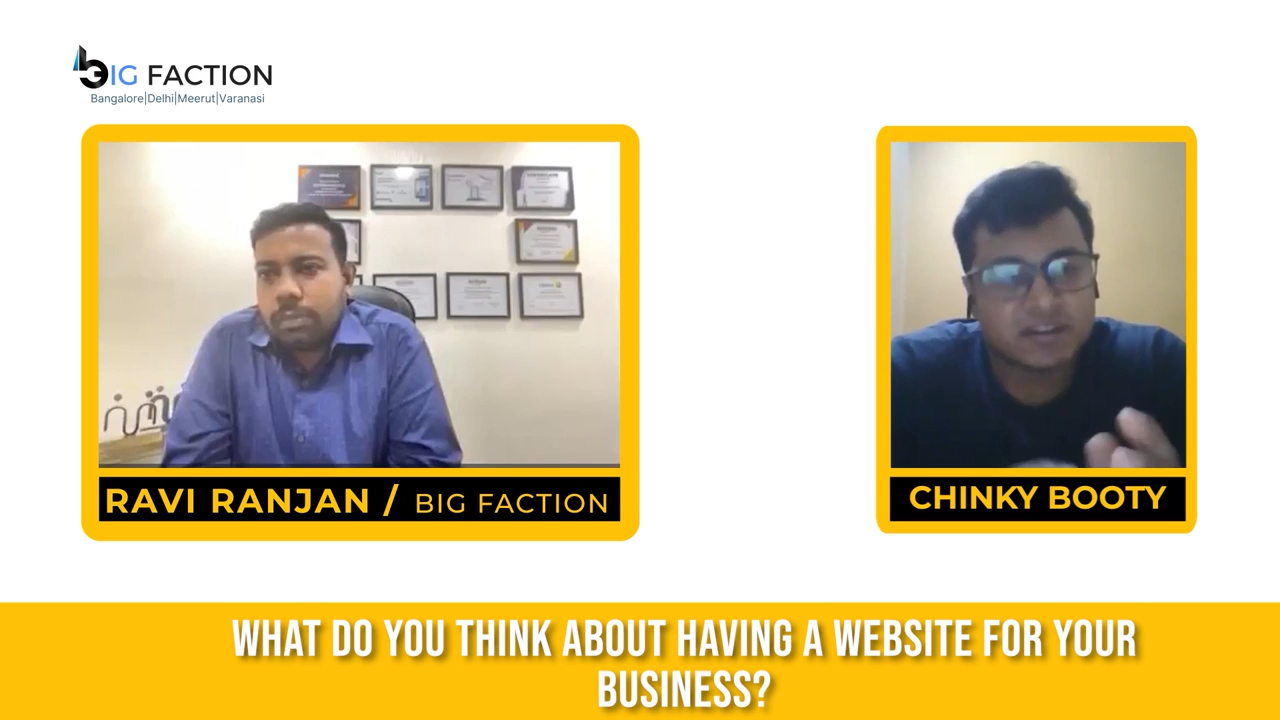 BIG FACTION
Bangalore|Delhi|Meerut|Varanasi
RAVI RANJAN / BIG FACTION
CHINKY BOOTY
WHAT DO YOU THINK ABOUT HAVING A WEBSITE FOR YOUR
BUSINESS?